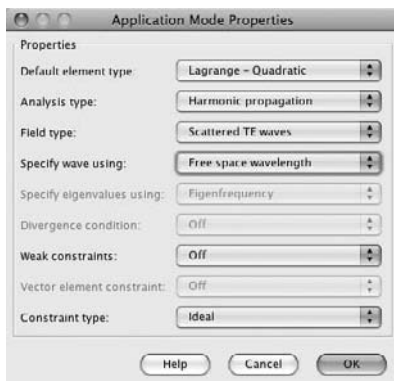 Application Mode Properties
Properties
Default element type: Lagrange – Quadratic
Analysis type: Harmonic propagation
Field type: Scattered TE waves
Specify wave using: Free space wavelength
Specify eigenvalues using: Eigenfrequency
Divergence condition: Off
Weak constraints: Off
Vector element constraint: Off
Constraint type: Ideal
Help Cancel OK